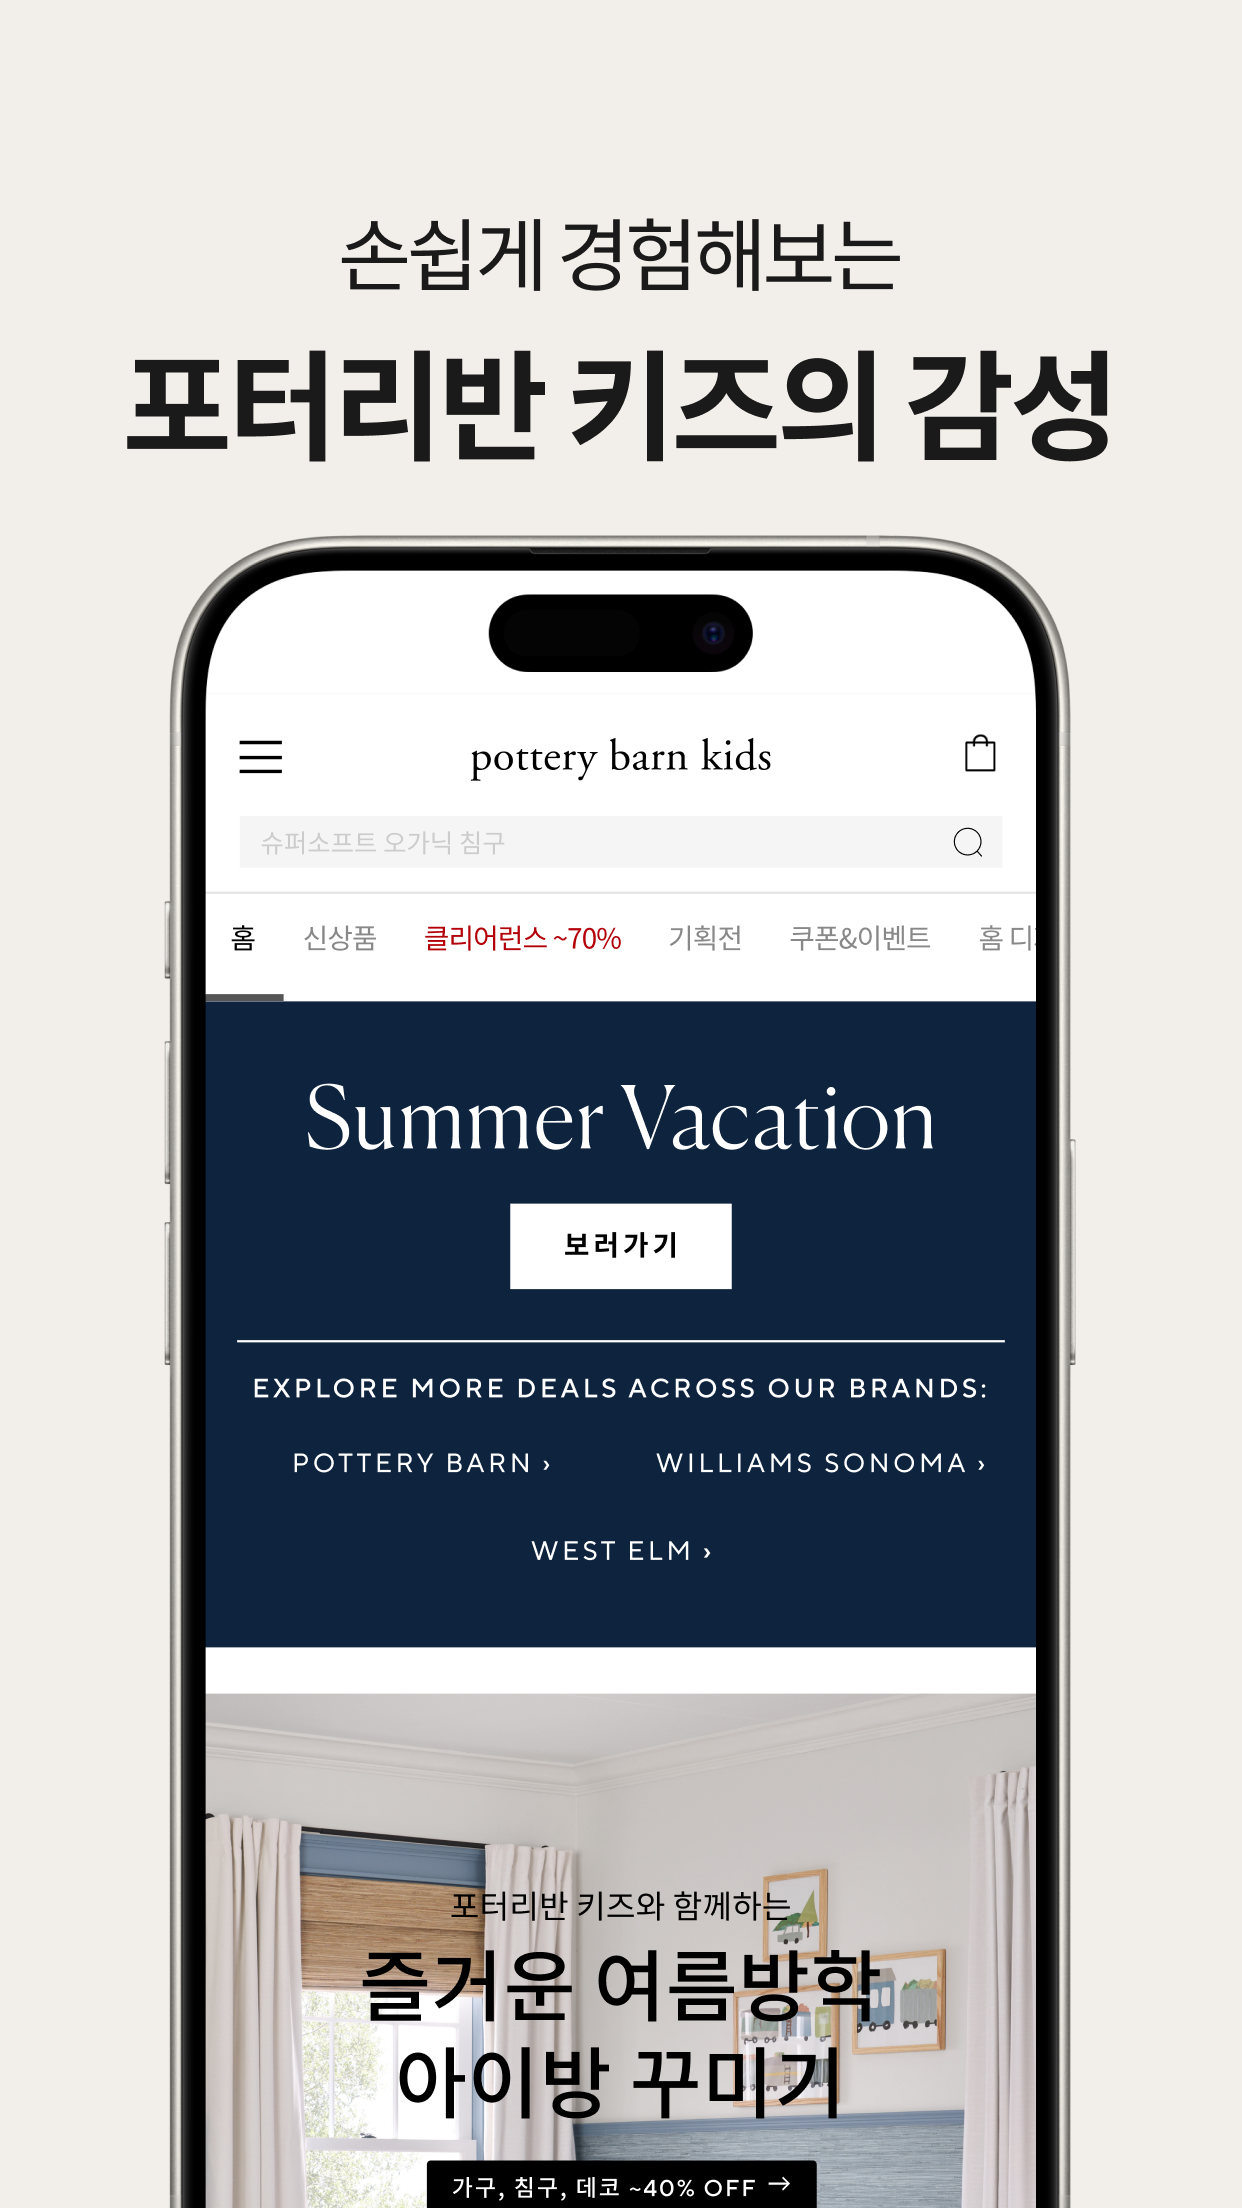 손쉽게 경험해보는
포터리반 키즈의 감성
pottery barn kids
슈퍼소프트 오가닉 침구
홈 신상품 클리어런스 ~70% 기획전 쿠폰&이벤트 홈 디
Summer Vacation
보러가기
EXPLORE MORE DEALS ACROSS OUR BRANDS:
POTTERY BARN › WILLIAMS SONOMA ›
WEST ELM ›
포터리반 키즈와 함께하는
즐거운 여름방학
아이방 꾸미기
가구, 침구, 데코 ~40% OFF →